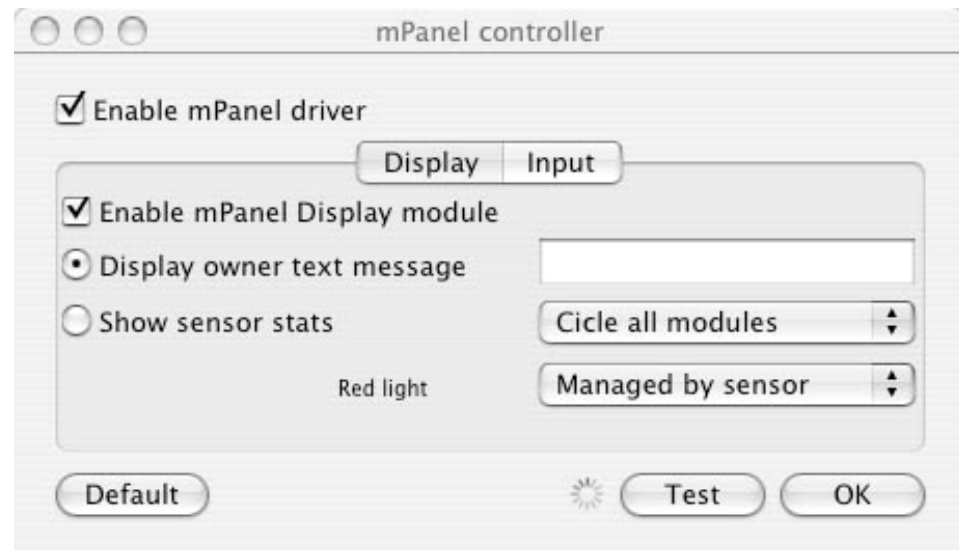 mPanel controller
Enable mPanel driver
Display Input
Enable mPanel Display module
Display owner text message
Show sensor stats Cicle all modules
Red light Managed by sensor
Default Test OK